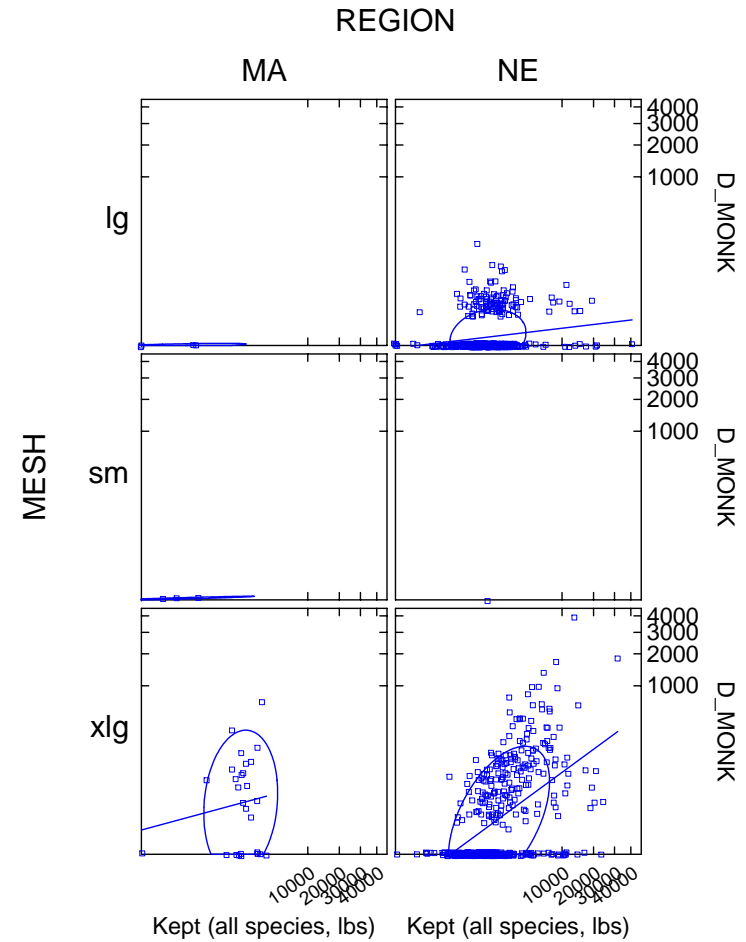 REGION
MA NE
4000
3000
2000
1000
lg
D_MONK
4000
3000
2000
1000
MESH
sm
D_MONK
4000
3000
2000
1000
xlg
D_MONK
10000 20000 30000 40000 10000 20000 30000 40000
Kept (all species, lbs) Kept (all species, lbs)